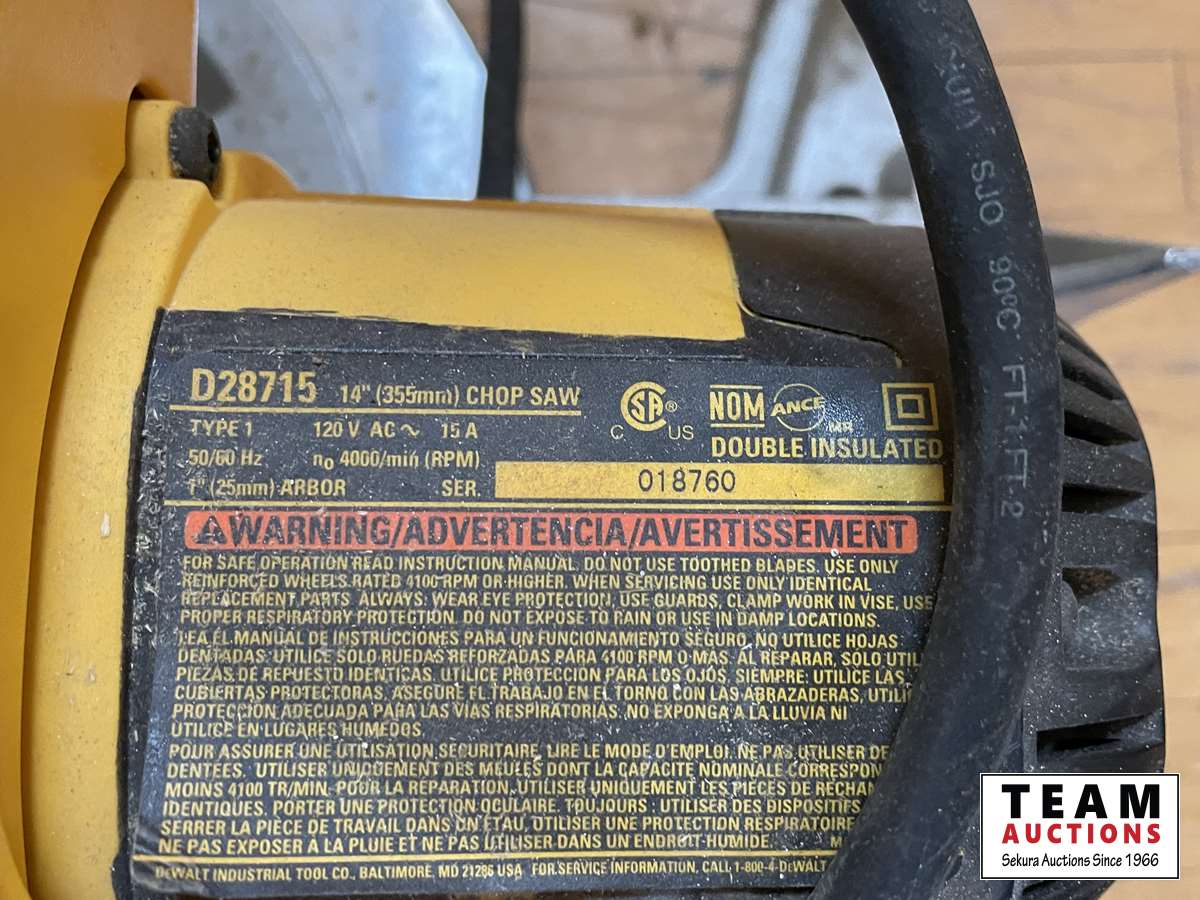 D28715 14" (355mm) CHOP SAW
TYPE 1 120 V AC ~ 15 A
50/60 Hz n₀ 4000/min (RPM)
1" (25mm) ARBOR SER. 018760
C SA ® US NOM ANCE MR
DOUBLE INSULATED
WARNING/ADVERTENCIA/AVERTISSEMENT
FOR SAFE OPERATION READ INSTRUCTION MANUAL. DO NOT USE TOOTHED BLADES. USE ONLY
REINFORCED WHEELS RATED 4100 RPM OR HIGHER. WHEN SERVICING USE ONLY IDENTICAL
REPLACEMENT PARTS. ALWAYS: WEAR EYE PROTECTION, USE GUARDS, CLAMP WORK IN VISE, USE
PROPER RESPIRATORY PROTECTION. DO NOT EXPOSE TO RAIN OR USE IN DAMP LOCATIONS.
LEA EL MANUAL DE INSTRUCCIONES PARA UN FUNCIONAMIENTO SEGURO. NO UTILICE HOJAS
DENTADAS. UTILICE SOLO RUEDAS REFORZADAS PARA 4100 RPM O MAS. AL REPARAR, SOLO UTILI
PIEZAS DE REPUESTO IDENTICAS. UTILICE PROTECCION PARA LOS OJOS, SIEMPRE: UTILICE LAS
CUBIERTAS PROTECTORAS, ASEGURE EL TRABAJO EN EL TORNO CON LAS ABRAZADERAS, UTILI
PROTECCION ADECUADA PARA LAS VIAS RESPIRATORIAS. NO EXPONGA A LA LLUVIA NI
UTILICE EN LUGARES HUMEDOS.
POUR ASSURER UNE UTILISATION SECURITAIRE, LIRE LE MODE D'EMPLOI. NE PAS UTILISER DE
DENTEES. UTILISER UNIQUEMENT DES MEULES DONT LA CAPACITE NOMINALE CORRESPON
MOINS 4100 TR/MIN. POUR LA REPARATION, UTILISER UNIQUEMENT LES PIECES DE RECHAN
IDENTIQUES. PORTER UNE PROTECTION OCULAIRE. TOUJOURS : UTILISER DES DISPOSITIFS
SERRER LA PIECE DE TRAVAIL DANS UN ETAU, UTILISER UNE PROTECTION RESPIRATOIRE
NE PAS EXPOSER A LA PLUIE ET NE PAS UTILISER DANS UN ENDROIT HUMIDE. M
DEWALT INDUSTRIAL TOOL CO., BALTIMORE, MD 21286 USA FOR SERVICE INFORMATION, CALL 1-800-4-DEWALT
SJO 90°C FT-1 FT-2
TEAM
AUCTIONS
Sekura Auctions Since 1966